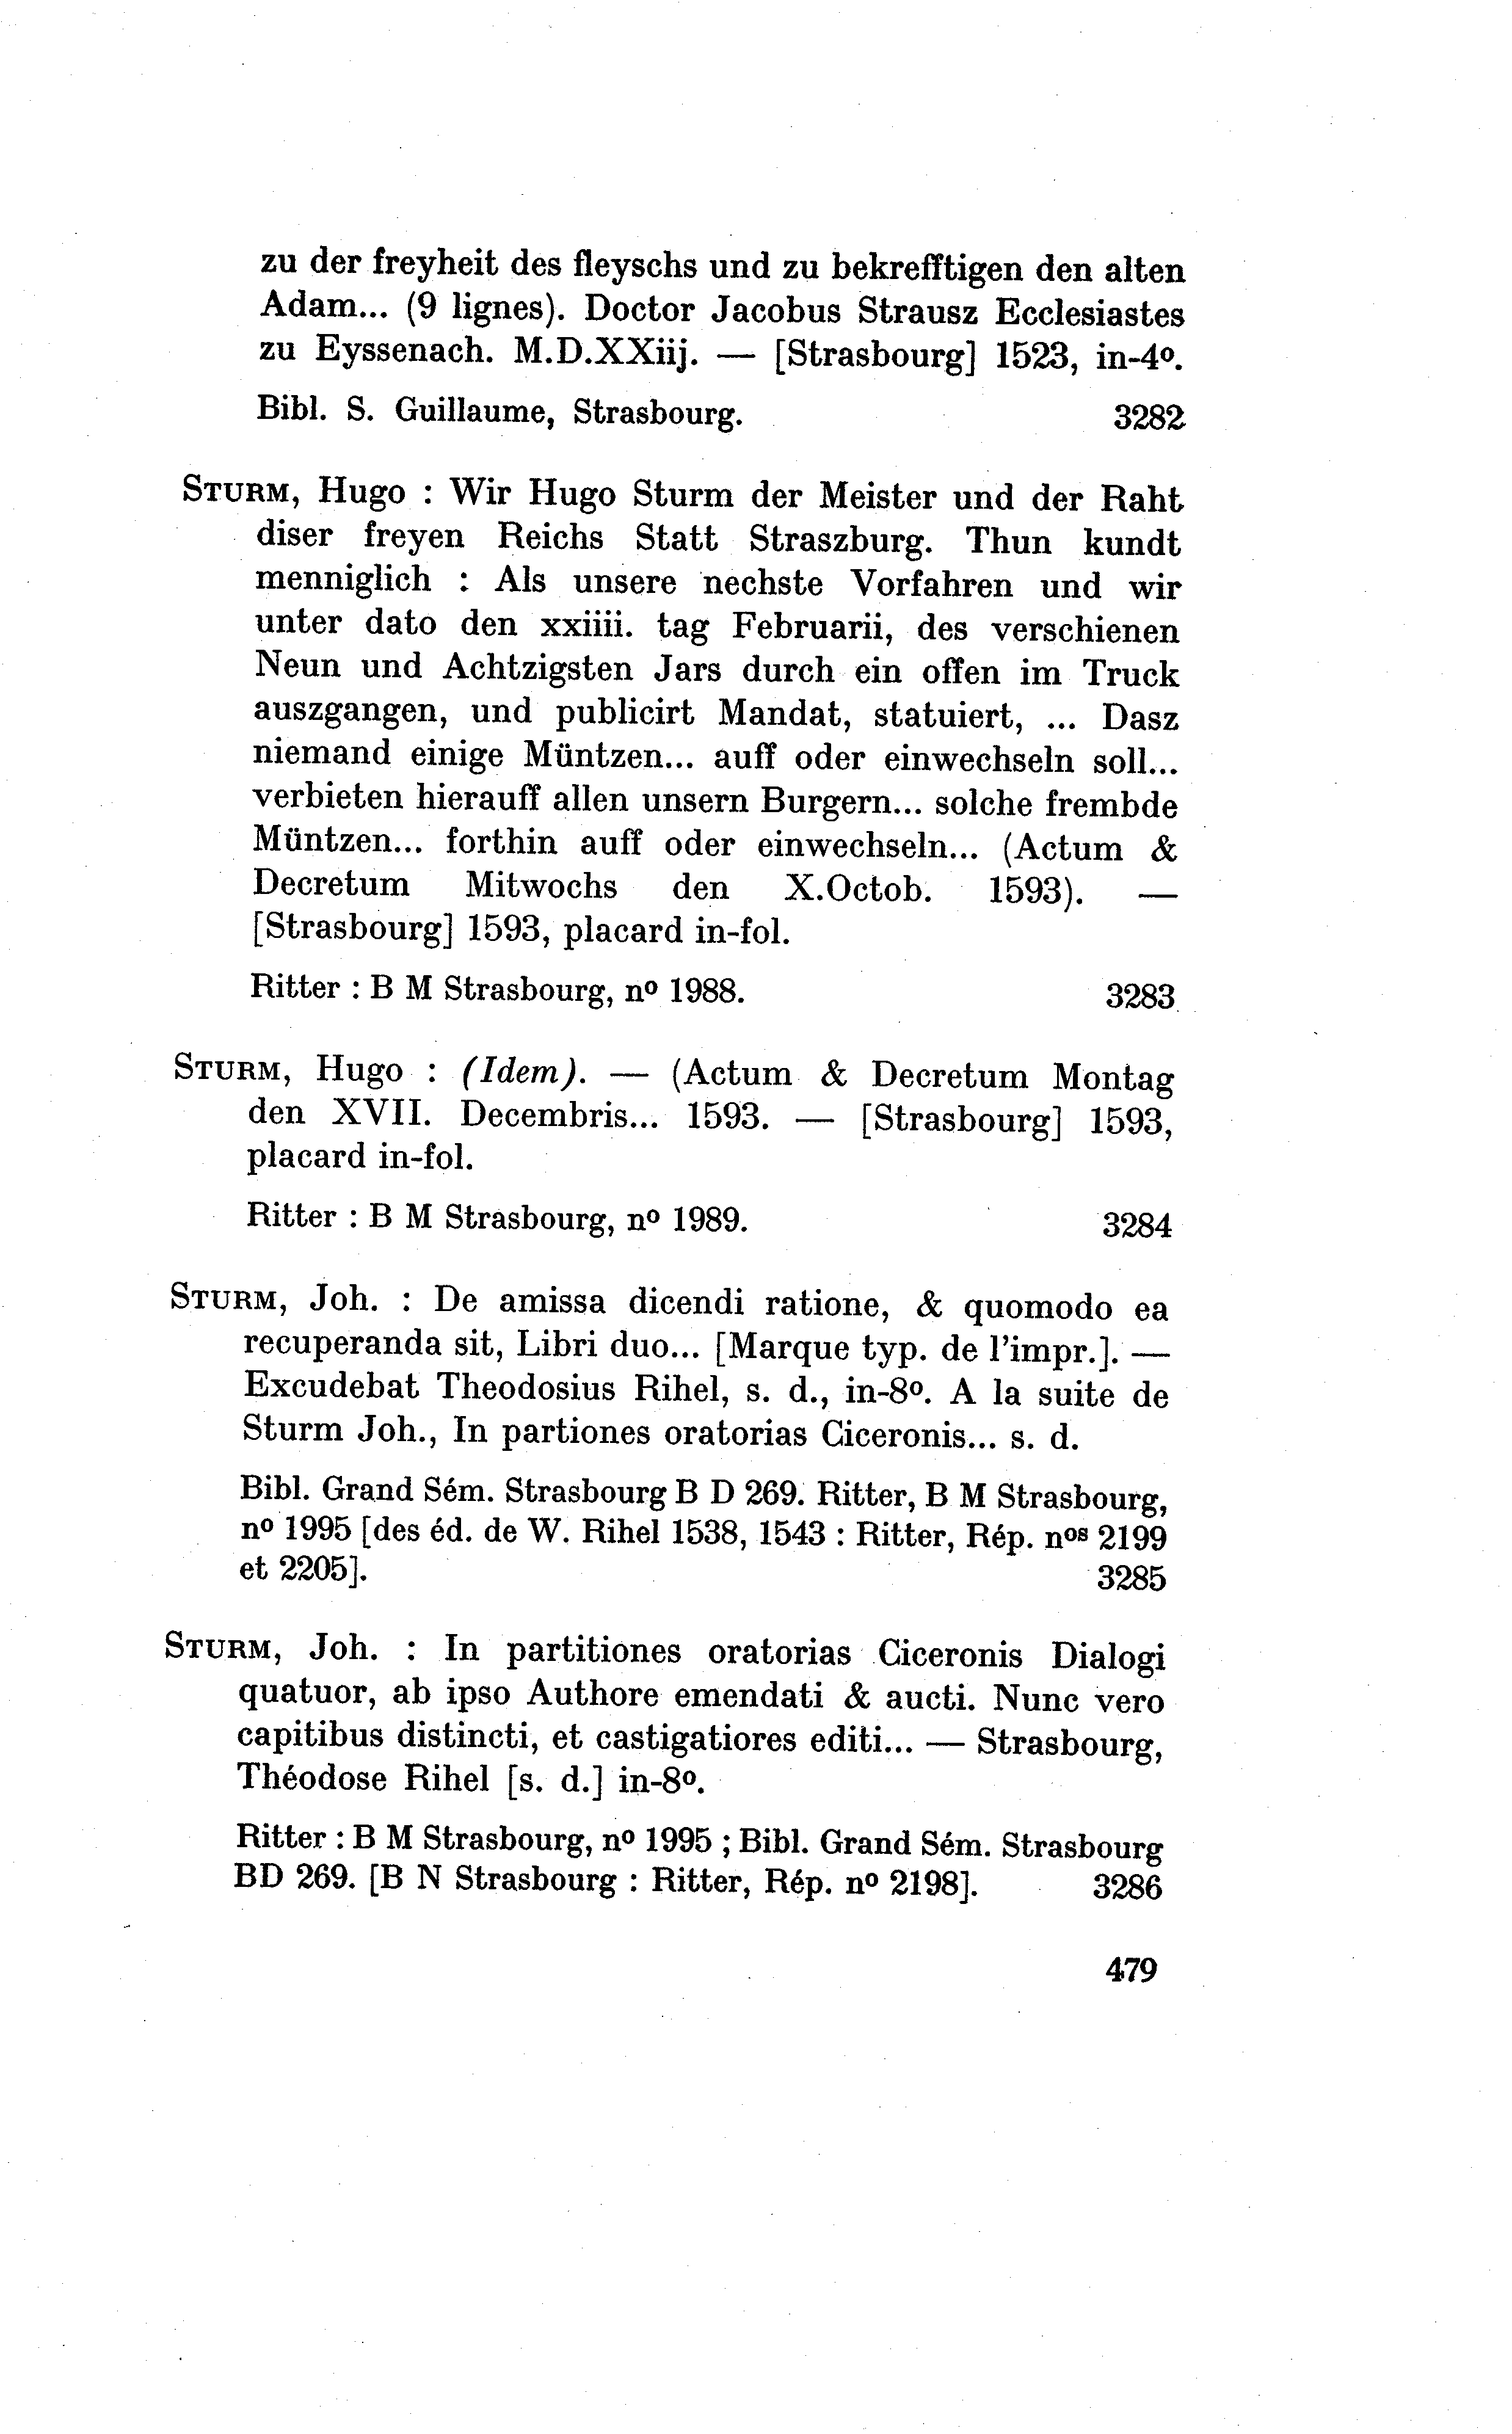 zu der freyheit des fleyschs und zu bekrefftigen den alten
Adam... (9 lignes). Doctor Jacobus Strausz Ecclesiastes
zu Eyssenach. M.D.XXiij. — [Strasbourg] 1523, in-4º.
Bibl. S. Guillaume, Strasbourg. 3282
STURM, Hugo : Wir Hugo Sturm der Meister und der Raht
diser freyen Reichs Statt Straszburg. Thun kundt
menniglich : Als unsere nechste Vorfahren und wir
unter dato den xxiiii. tag Februarii, des verschienen
Neun und Achtzigsten Jars durch ein offen im Truck
auszgangen, und publicirt Mandat, statuiert, ... Dasz
niemand einige Müntzen... auff oder einwechseln soll...
verbieten hierauff allen unsern Burgern... solche frembde
Müntzen... forthin auff oder einwechseln... (Actum &
Decretum Mitwochs den X.Octob. 1593). —
[Strasbourg] 1593, placard in-fol.
Ritter : B M Strasbourg, nº 1988. 3283
STURM, Hugo : (Idem). — (Actum & Decretum Montag
den XVII. Decembris... 1593. — [Strasbourg] 1593,
placard in-fol.
Ritter : B M Strasbourg, nº 1989. 3284
STURM, Joh. : De amissa dicendi ratione, & quomodo ea
recuperanda sit, Libri duo... [Marque typ. de l'impr.]. —
Excudebat Theodosius Rihel, s. d., in-8º. A la suite de
Sturm Joh., In partiones oratorias Ciceronis... s. d.
Bibl. Grand Sém. Strasbourg B D 269. Ritter, B M Strasbourg,
nº 1995 [des éd. de W. Rihel 1538, 1543 : Ritter, Rép. nos 2199
et 2205]. 3285
STURM, Joh. : In partitiones oratorias Ciceronis Dialogi
quatuor, ab ipso Authore emendati & aucti. Nunc vero
capitibus distincti, et castigatiores editi... — Strasbourg,
Théodose Rihel [s. d.] in-8º.
Ritter : B M Strasbourg, nº 1995 ; Bibl. Grand Sém. Strasbourg
BD 269. [B N Strasbourg : Ritter, Rép. nº 2198]. 3286
479